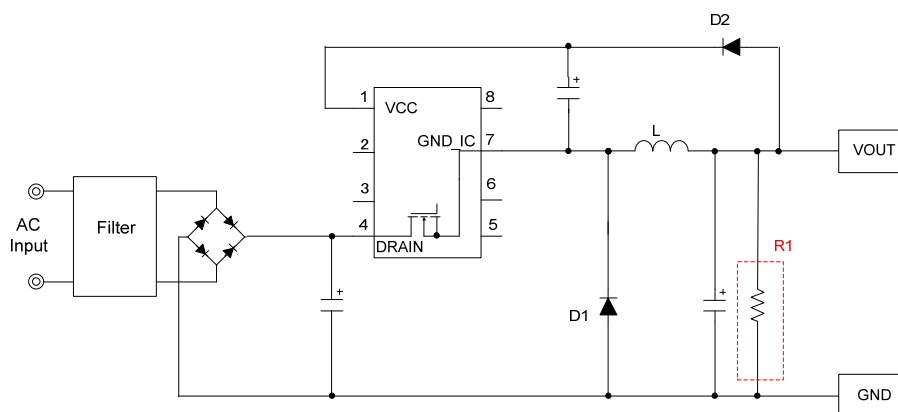 D2
1
VCC
8
+
GND_IC
7
L
VOUT
2
3
6
AC
Input
Filter
4
5
DRAIN
R1
+
D1
+
GND